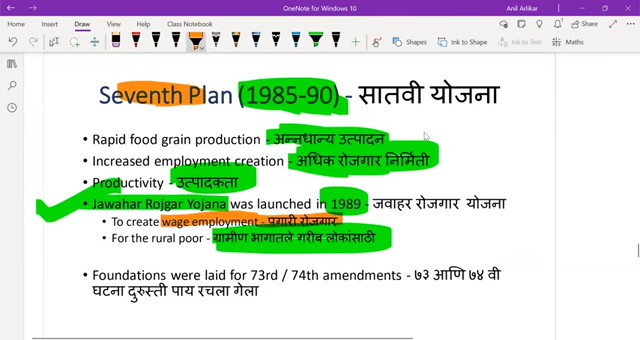 OneNote for Windows 10
Anil Arlikar
Home Insert Draw View Help Class Notebook
Shapes Ink to Shape Ink to Text Maths
Seventh Plan (1985-90) - सातवी योजना
• Rapid food grain production - अन्नधान्य उत्पादन
• Increased employment creation - अधिक रोजगार निर्मिती
• Productivity - उत्पादकता
• Jawahar Rojgar Yojana was launched in 1989 - जवाहर रोजगार योजना
• To create wage employment - पगारी रोजगार
• For the rural poor - ग्रामीण भागातले गरीब लोकांसाठी
• Foundations were laid for 73rd / 74th amendments - ७३ आणि ७४ वी
घटना दुरुस्ती पाय रचला गेला